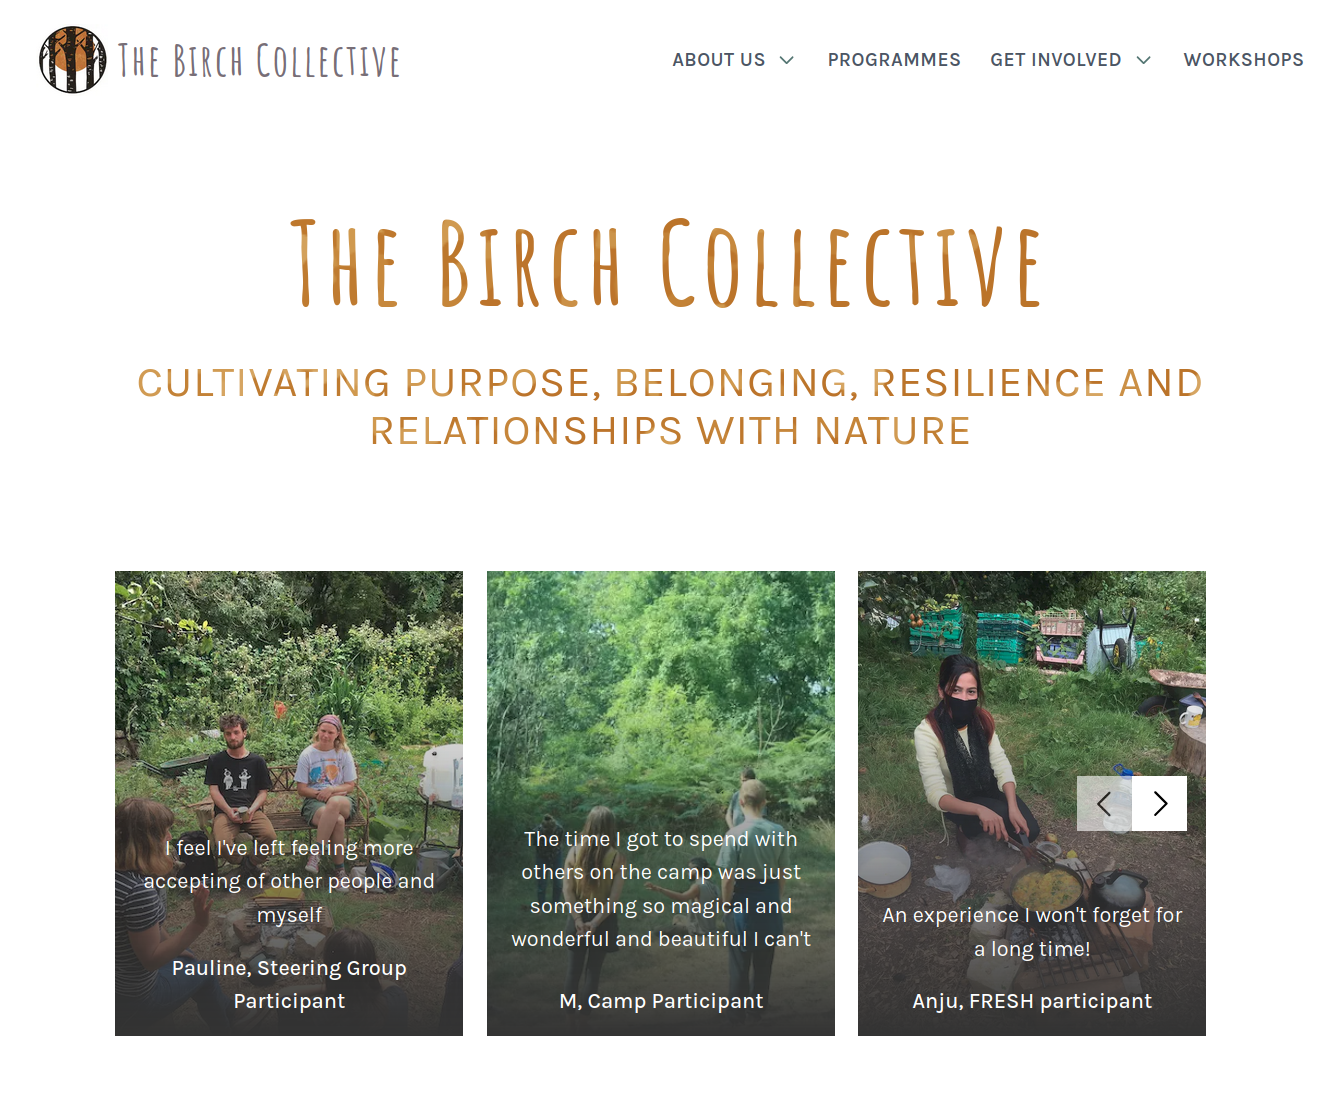 The Birch Collective
ABOUT US
PROGRAMMES
GET INVOLVED
WORKSHOPS
The Birch Collective
CULTIVATING PURPOSE, BELONGING, RESILIENCE AND
RELATIONSHIPS WITH NATURE
I feel I've left feeling more
accepting of other people and
myself
Pauline, Steering Group
Participant
The time I got to spend with
others on the camp was just
something so magical and
wonderful and beautiful I can't
M, Camp Participant
An experience I won't forget for
a long time!
Anju, FRESH participant